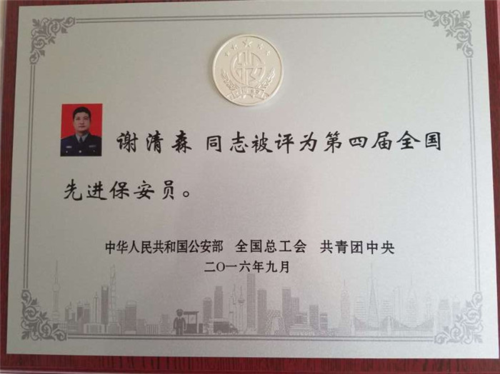 谢清森 同志被评为第四届全国
先进保安员。
中华人民共和国公安部 全国总工会 共青团中央
二〇一六年九月